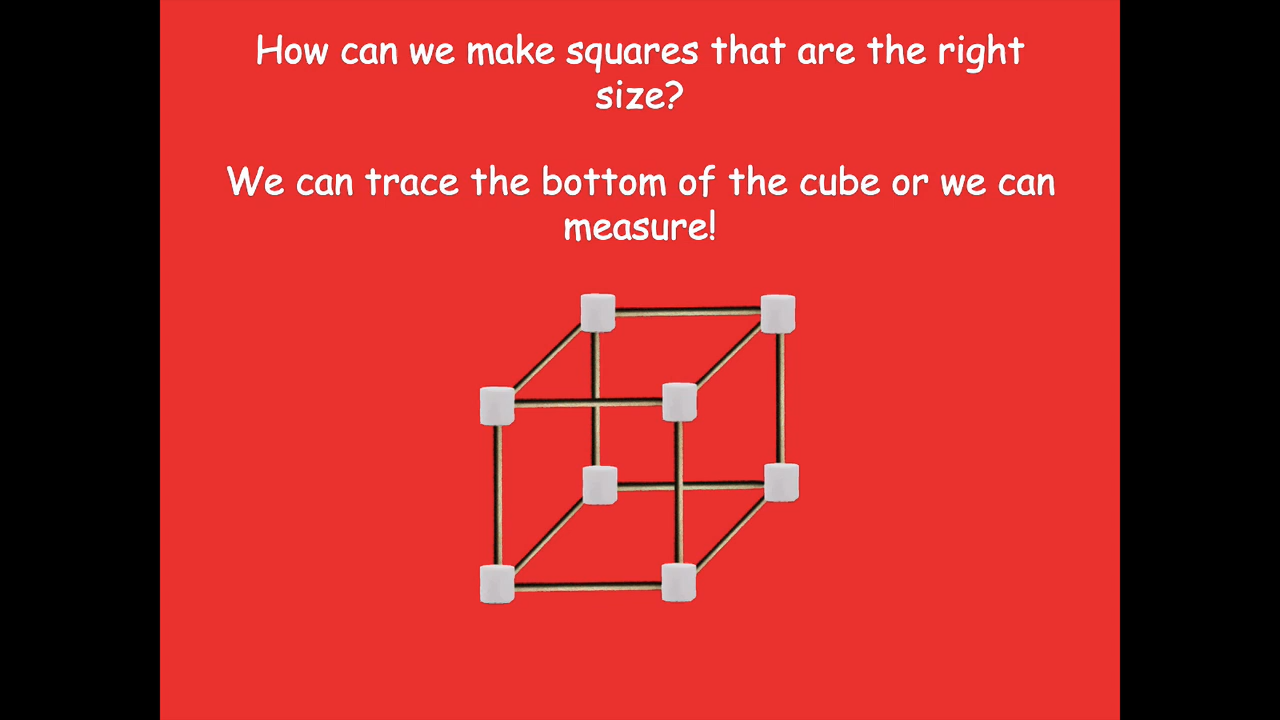 How can we make squares that are the right
size?
We can trace the bottom of the cube or we can
measure!